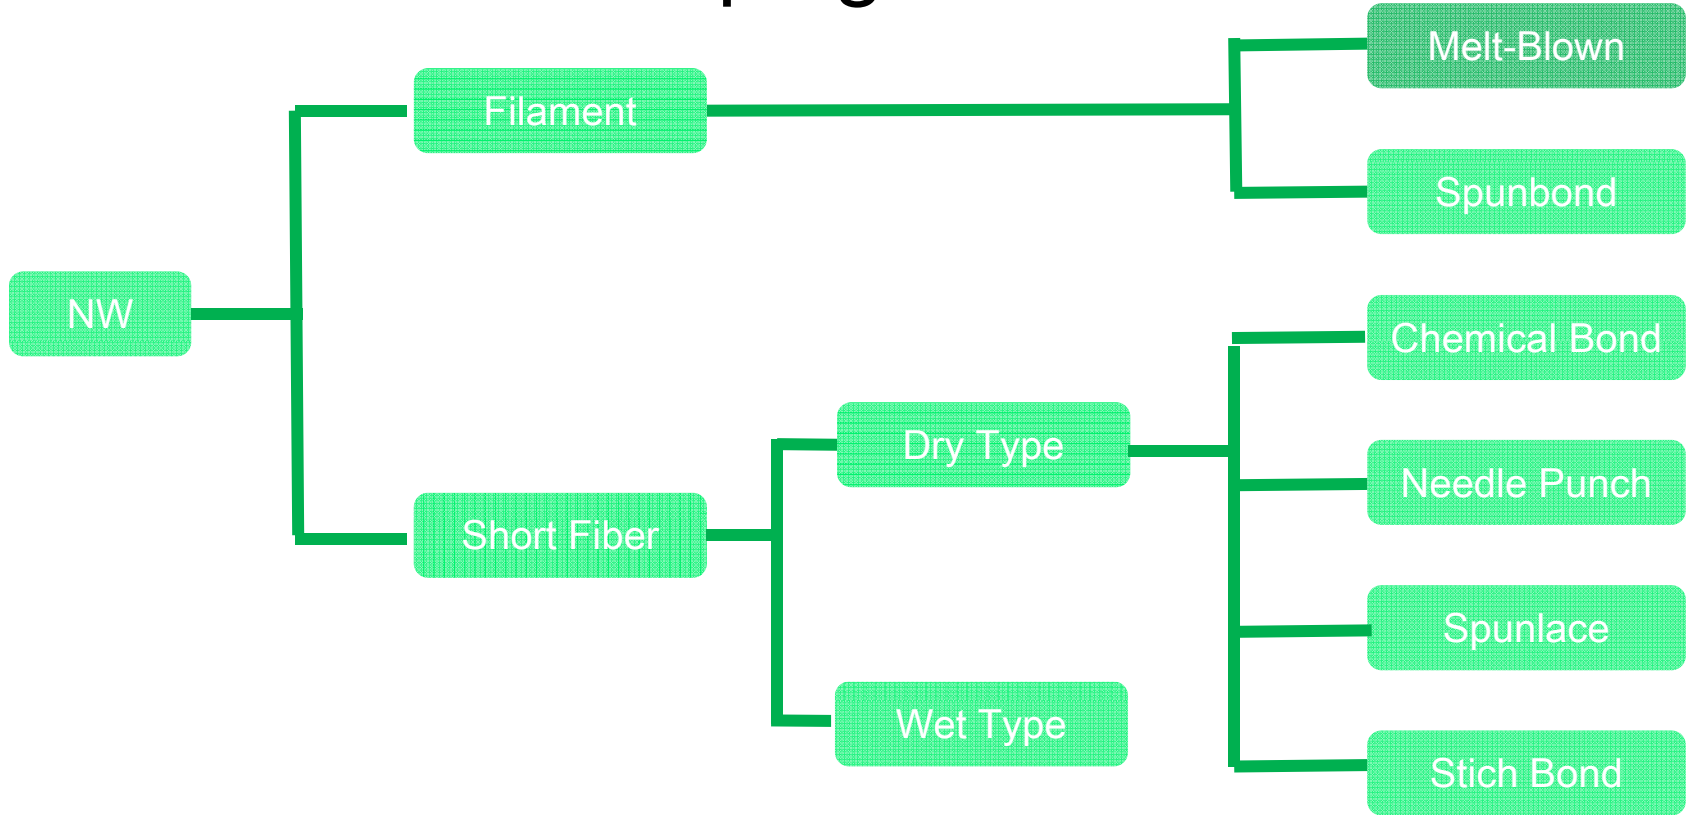 Melt-Blown
Filament
Spunbond
NW
Chemical Bond
Dry Type
Needle Punch
Short Fiber
Spunlace
Wet Type
Stich Bond